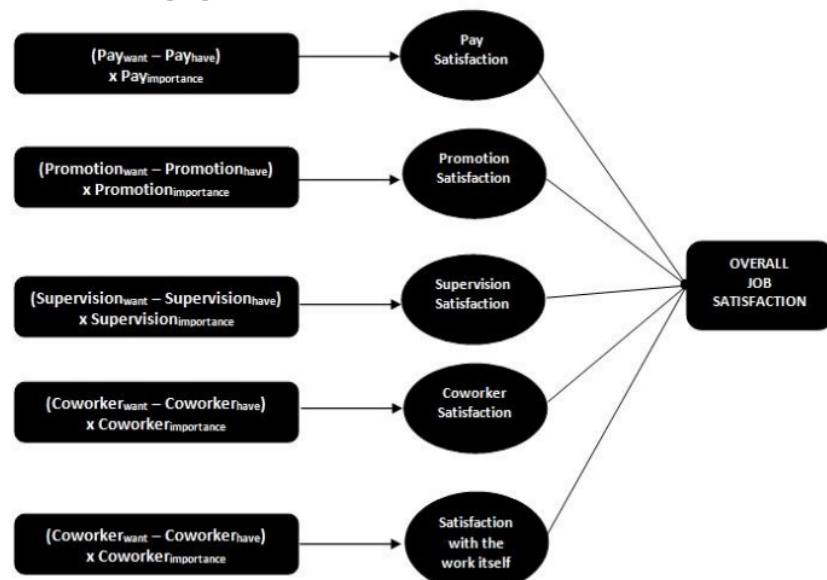 (Paywant – Payhave)
x Payimportance
Pay
Satisfaction
(Promotionwant – Promotionhave)
x Promotionimportance
Promotion
Satisfaction
(Supervisionwant – Supervisionhave)
x Supervisionimportance
Supervision
Satisfaction
OVERALL
JOB
SATISFACTION
(Coworkerwant – Coworkerhave)
x Coworkerimportance
Coworker
Satisfaction
(Coworkerwant – Coworkerhave)
x Coworkerimportance
Satisfaction
with the
work itself